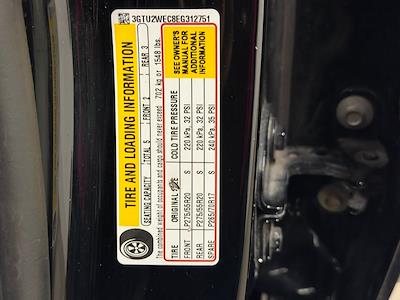 3GTU2WEC8EG312751
TIRE AND LOADING INFORMATION
SEATING CAPACITY TOTAL 5 FRONT 2 REAR 3
The combined weight of occupants and cargo should never exceed 702 kg or 1548 lbs.
TIRE ORIGINAL COLD TIRE PRESSURE
FRONT P275/55R20 S 220 kPa, 32 PSI
REAR P275/55R20 S 220 kPa, 32 PSI
SPARE P265/70R17 S 240 kPa, 35 PSI
SEE OWNER'S
MANUAL FOR
ADDITIONAL
INFORMATION